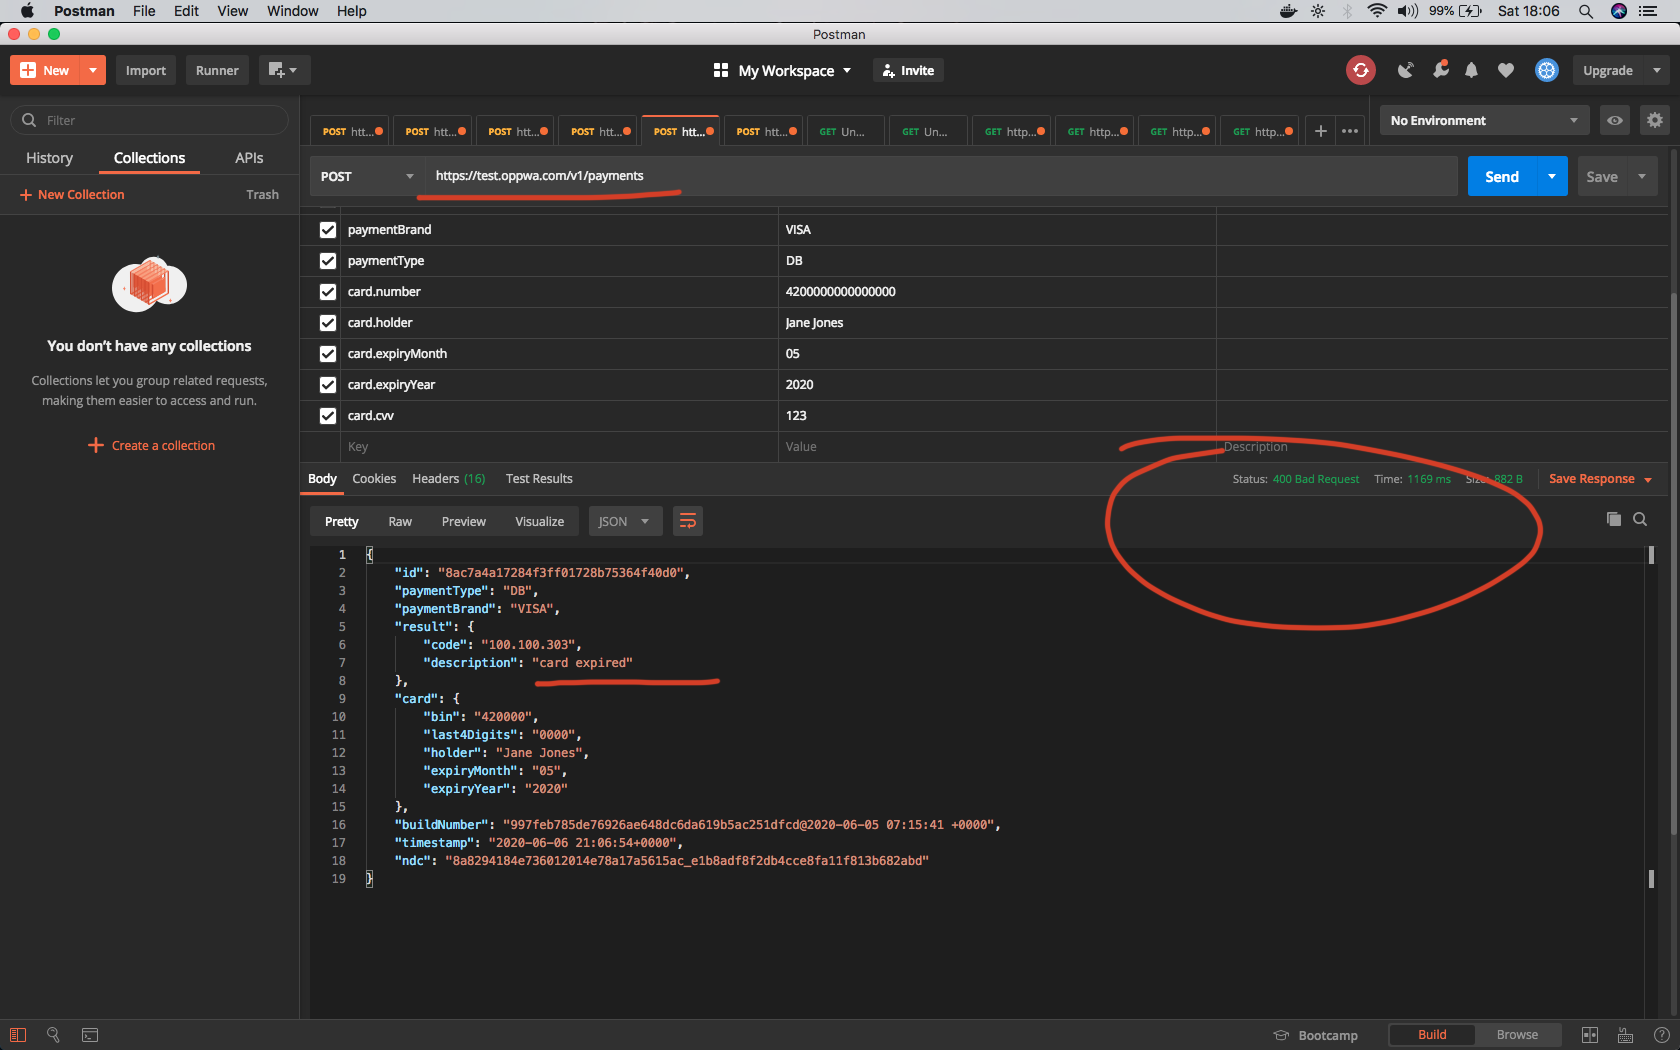 Postman File Edit View Window Help 99% Sat 18:06
Postman
New Import Runner My Workspace Invite Upgrade
Filter
History Collections APIs
New Collection Trash
You don't have any collections
Collections let you group related requests,
making them easier to access and run.
Create a collection
POST htt... POST htt... POST htt... POST htt... POST htt... POST htt... GET Un... GET Un... GET http... GET http... GET http... GET http... No Environment
POST https://test.oppwa.com/v1/payments Send Save
paymentBrand VISA
paymentType DB
card.number 4200000000000000
card.holder Jane Jones
card.expiryMonth 05
card.expiryYear 2020
card.cvv 123
Key Value Description
Body Cookies Headers (16) Test Results Status: 400 Bad Request Time: 1169 ms Size: 882 B Save Response
Pretty Raw Preview Visualize JSON
1 {
2 "id": "8ac7a4a17284f3ff01728b75364f40d0",
3 "paymentType": "DB",
4 "paymentBrand": "VISA",
5 "result": {
6 "code": "100.100.303",
7 "description": "card expired"
8 },
9 "card": {
10 "bin": "420000",
11 "last4Digits": "0000",
12 "holder": "Jane Jones",
13 "expiryMonth": "05",
14 "expiryYear": "2020"
15 },
16 "buildNumber": "997feb785de76926ae648dc6da619b5ac251dfcd@2020-06-05 07:15:41 +0000",
17 "timestamp": "2020-06-06 21:06:54+0000",
18 "ndc": "8a8294184e736012014e78a17a5615ac_e1b8adf8f2db4cce8fa11f813b682abd"
19 }
Bootcamp Build Browse